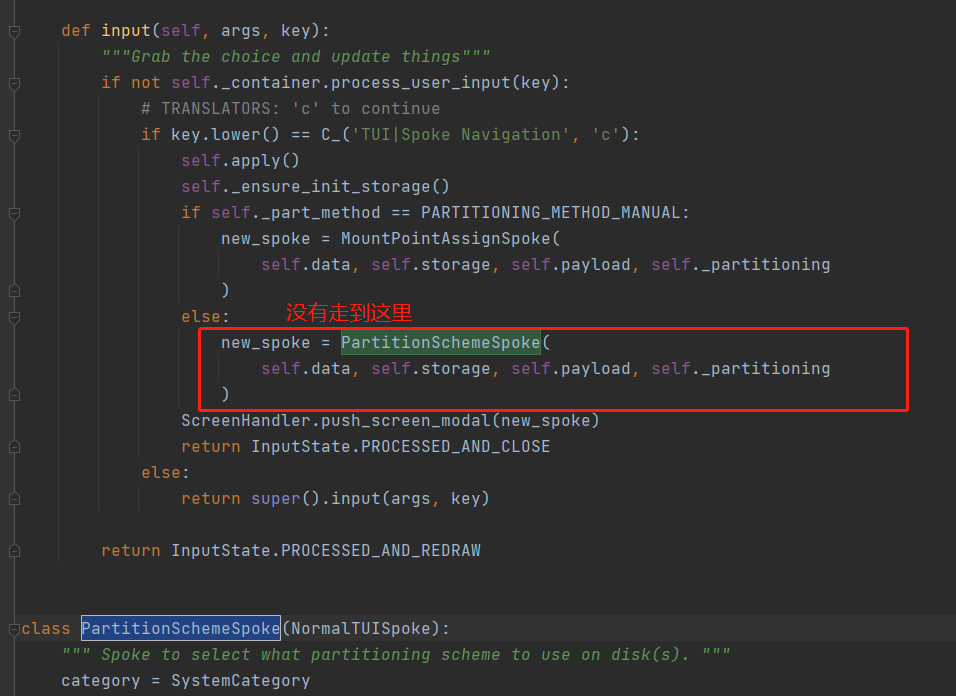 def input(self, args, key):
"""Grab the choice and update things"""
if not self._container.process_user_input(key):
# TRANSLATORS: 'c' to continue
if key.lower() == C_('TUI|Spoke Navigation', 'c'):
self.apply()
self._ensure_init_storage()
if self._part_method == PARTITIONING_METHOD_MANUAL:
new_spoke = MountPointAssignSpoke(
self.data, self.storage, self.payload, self._partitioning
)
else:
没有走到这里
new_spoke = PartitionSchemeSpoke(
self.data, self.storage, self.payload, self._partitioning
)
ScreenHandler.push_screen_modal(new_spoke)
return InputState.PROCESSED_AND_CLOSE
else:
return super().input(args, key)
return InputState.PROCESSED_AND_REDRAW
class PartitionSchemeSpoke(NormalTUISpoke):
""" Spoke to select what partitioning scheme to use on disk(s). """
category = SystemCategory